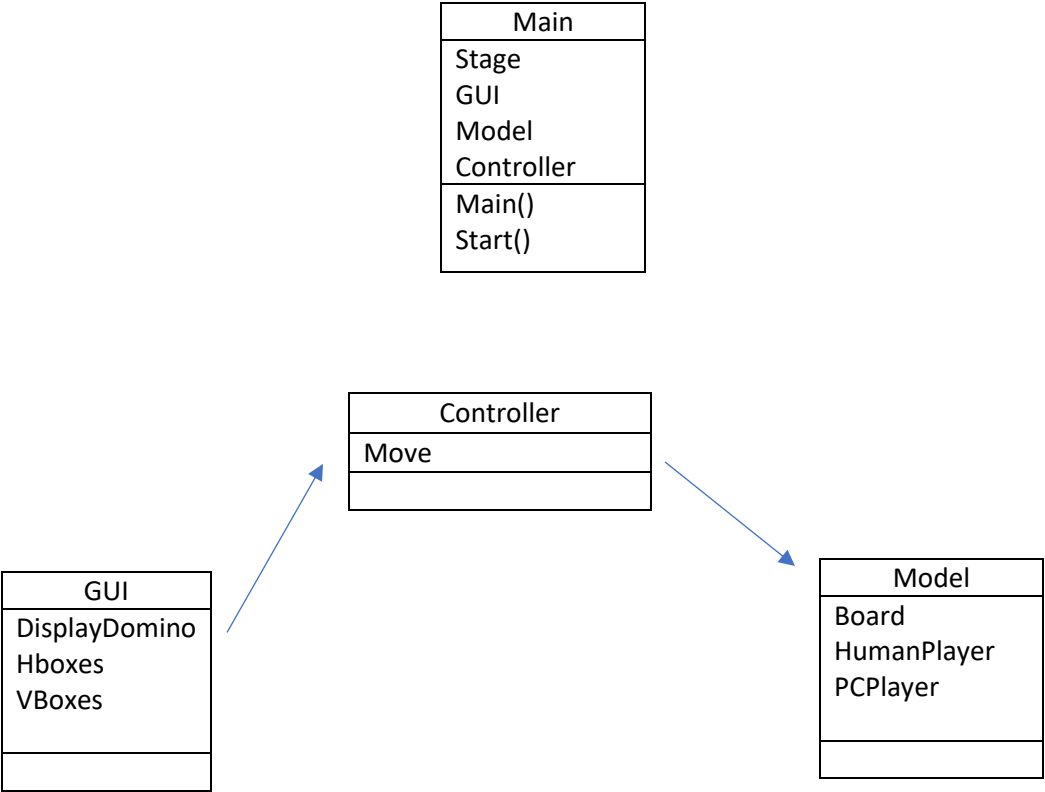 Main
Stage
GUI
Model
Controller
Main()
Start()
Controller
Move
GUI
DisplayDomino
Hboxes
VBoxes
Model
Board
HumanPlayer
PCPlayer